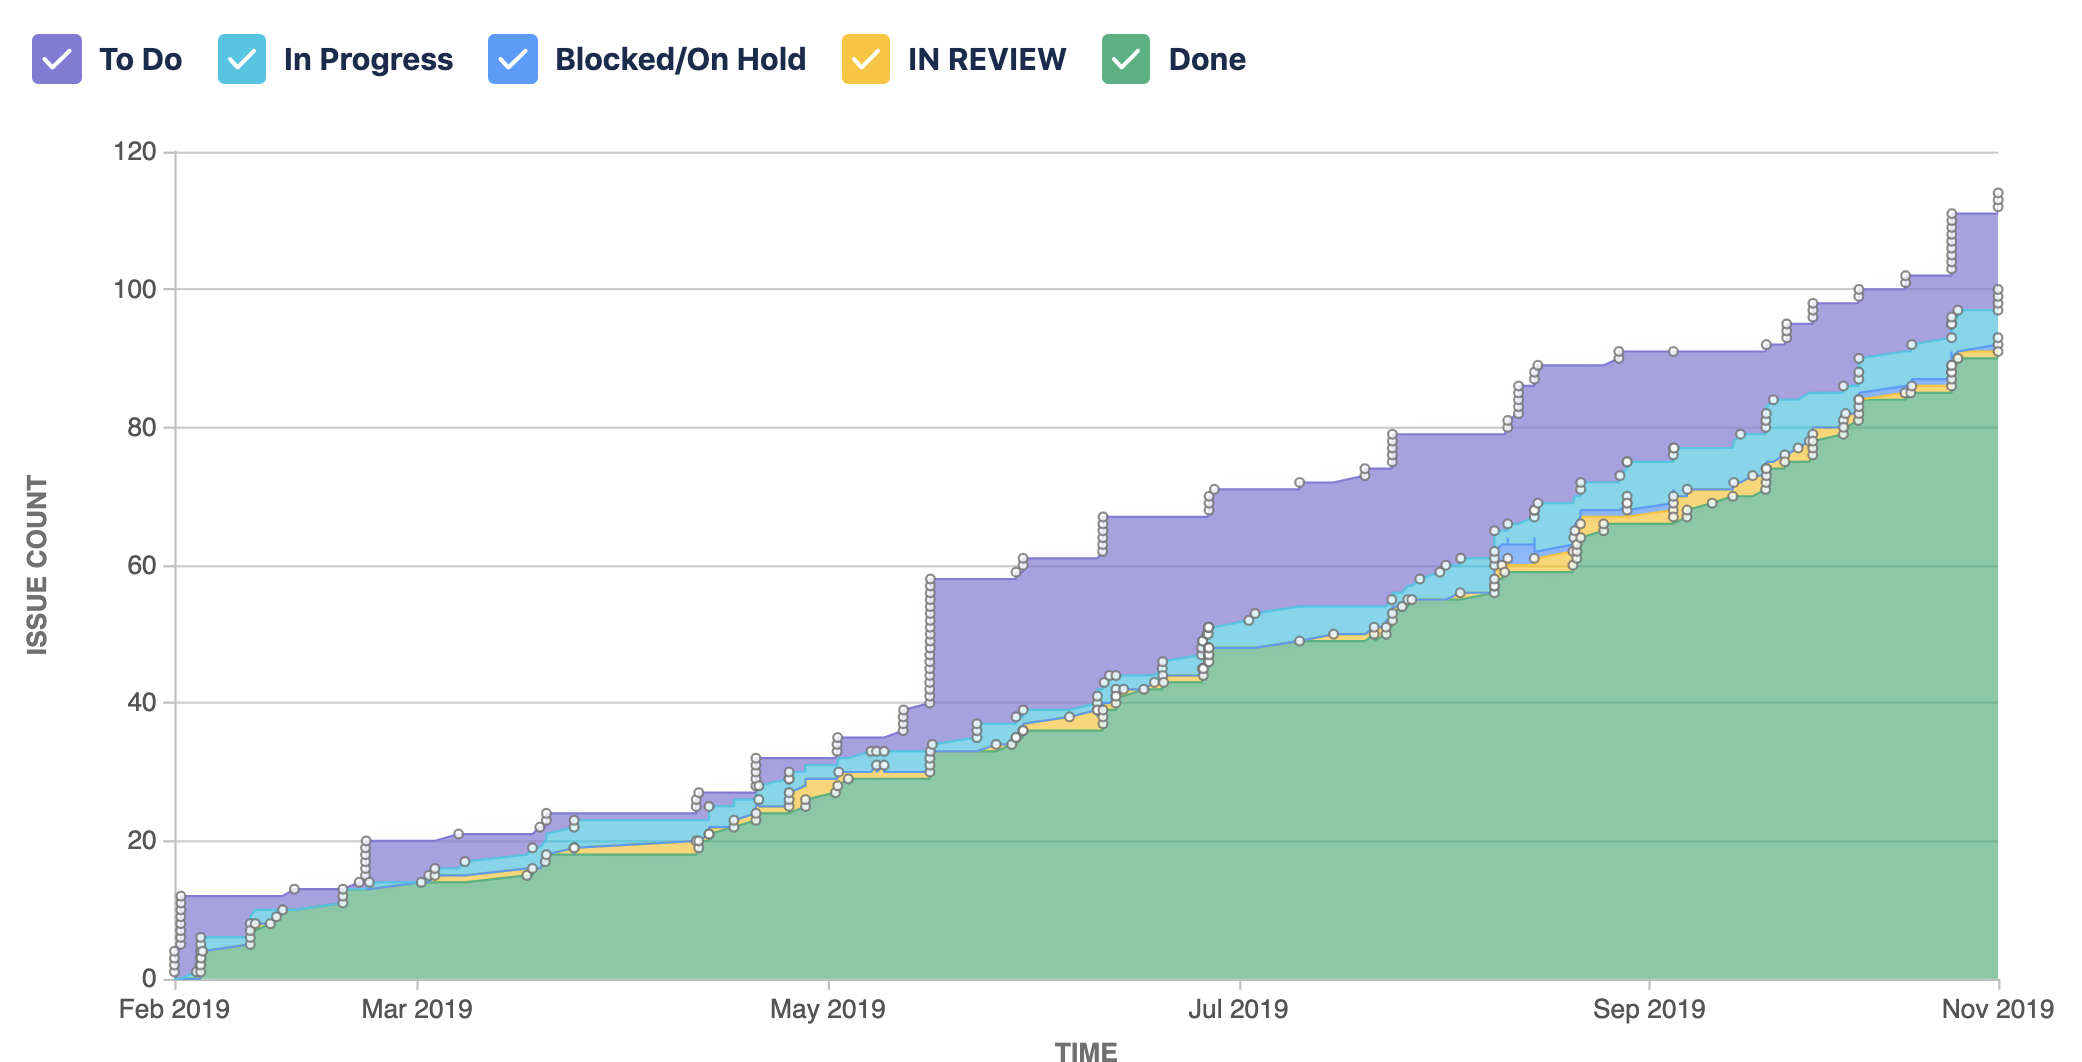 To Do In Progress Blocked/On Hold IN REVIEW Done
120
100
80
60
40
20
0
ISSUE COUNT
Feb 2019 Mar 2019 May 2019 Jul 2019 Sep 2019 Nov 2019
TIME